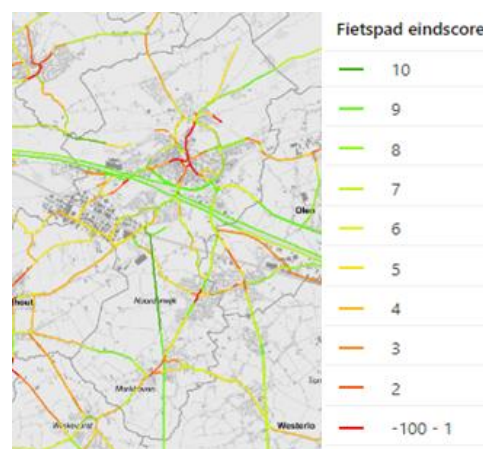 Fietspad eindscore
10
9
8
7
6
5
4
3
2
-100 - 1
Olen
Noorderwijk
hout
Morkhoven
Westerlo